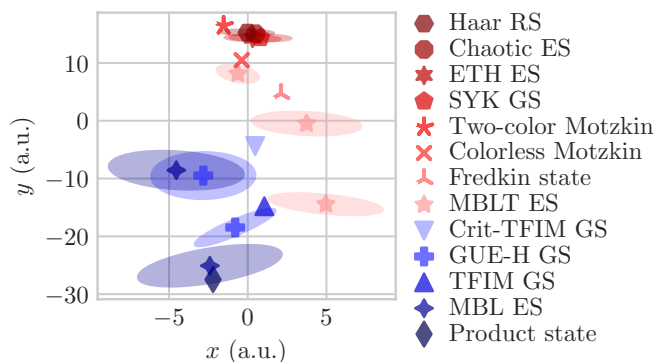 10
0
−10
−20
−30
y (a.u.)
−5
0
5
x (a.u.)
Haar RS
Chaotic ES
ETH ES
SYK GS
Two-color Motzkin
Colorless Motzkin
Fredkin state
MBLT ES
Crit-TFIM GS
GUE-H GS
TFIM GS
MBL ES
Product state